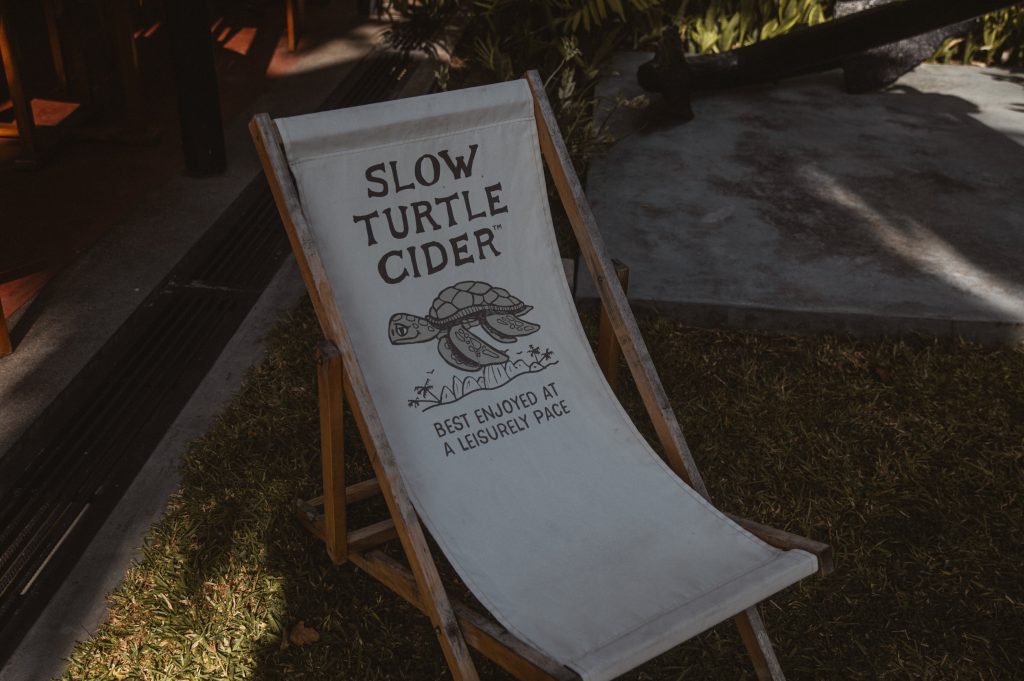 SLOW
TURTLE
CIDER™
BEST ENJOYED AT
A LEISURELY PACE